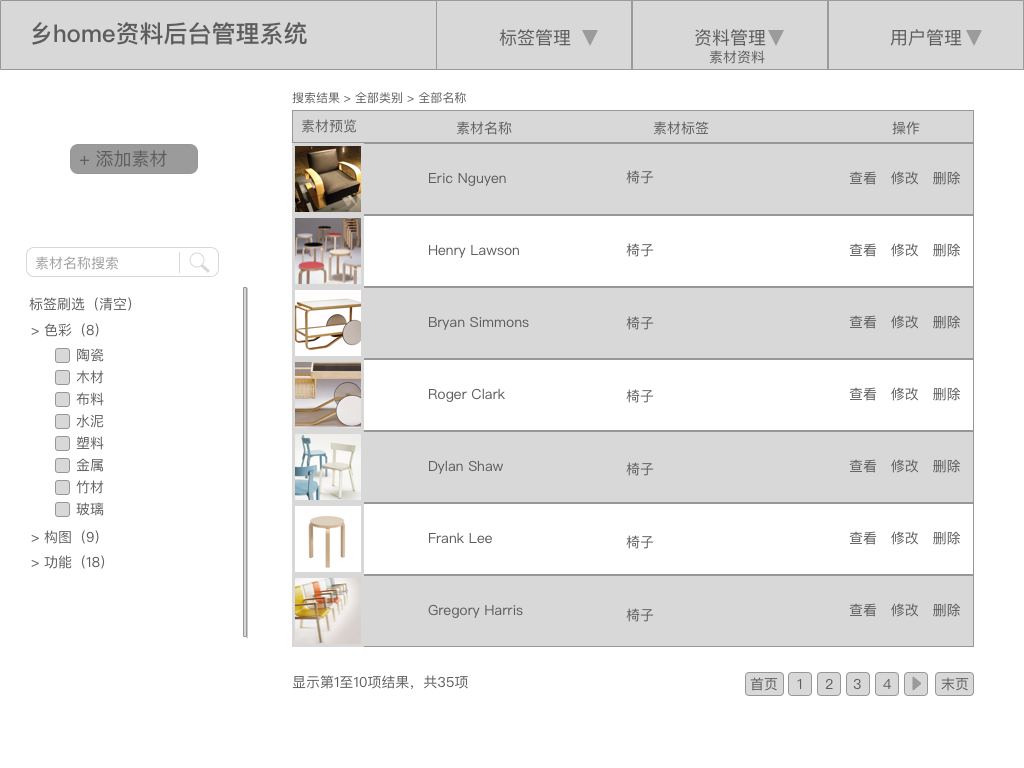 乡home资料后台管理系统
标签管理 ▼
资料管理▼
素材资料
用户管理▼
搜索结果 > 全部类别 > 全部名称
+ 添加素材
素材名称搜索
标签刷选（清空）
> 色彩（8）
陶瓷
木材
布料
水泥
塑料
金属
竹材
玻璃
> 构图（9）
> 功能（18）
素材预览 素材名称 素材标签 操作
Eric Nguyen 椅子 查看 修改 删除
Henry Lawson 椅子 查看 修改 删除
Bryan Simmons 椅子 查看 修改 删除
Roger Clark 椅子 查看 修改 删除
Dylan Shaw 椅子 查看 修改 删除
Frank Lee 椅子 查看 修改 删除
Gregory Harris 椅子 查看 修改 删除
显示第1至10项结果，共35项
首页 1 2 3 4 ▶ 末页